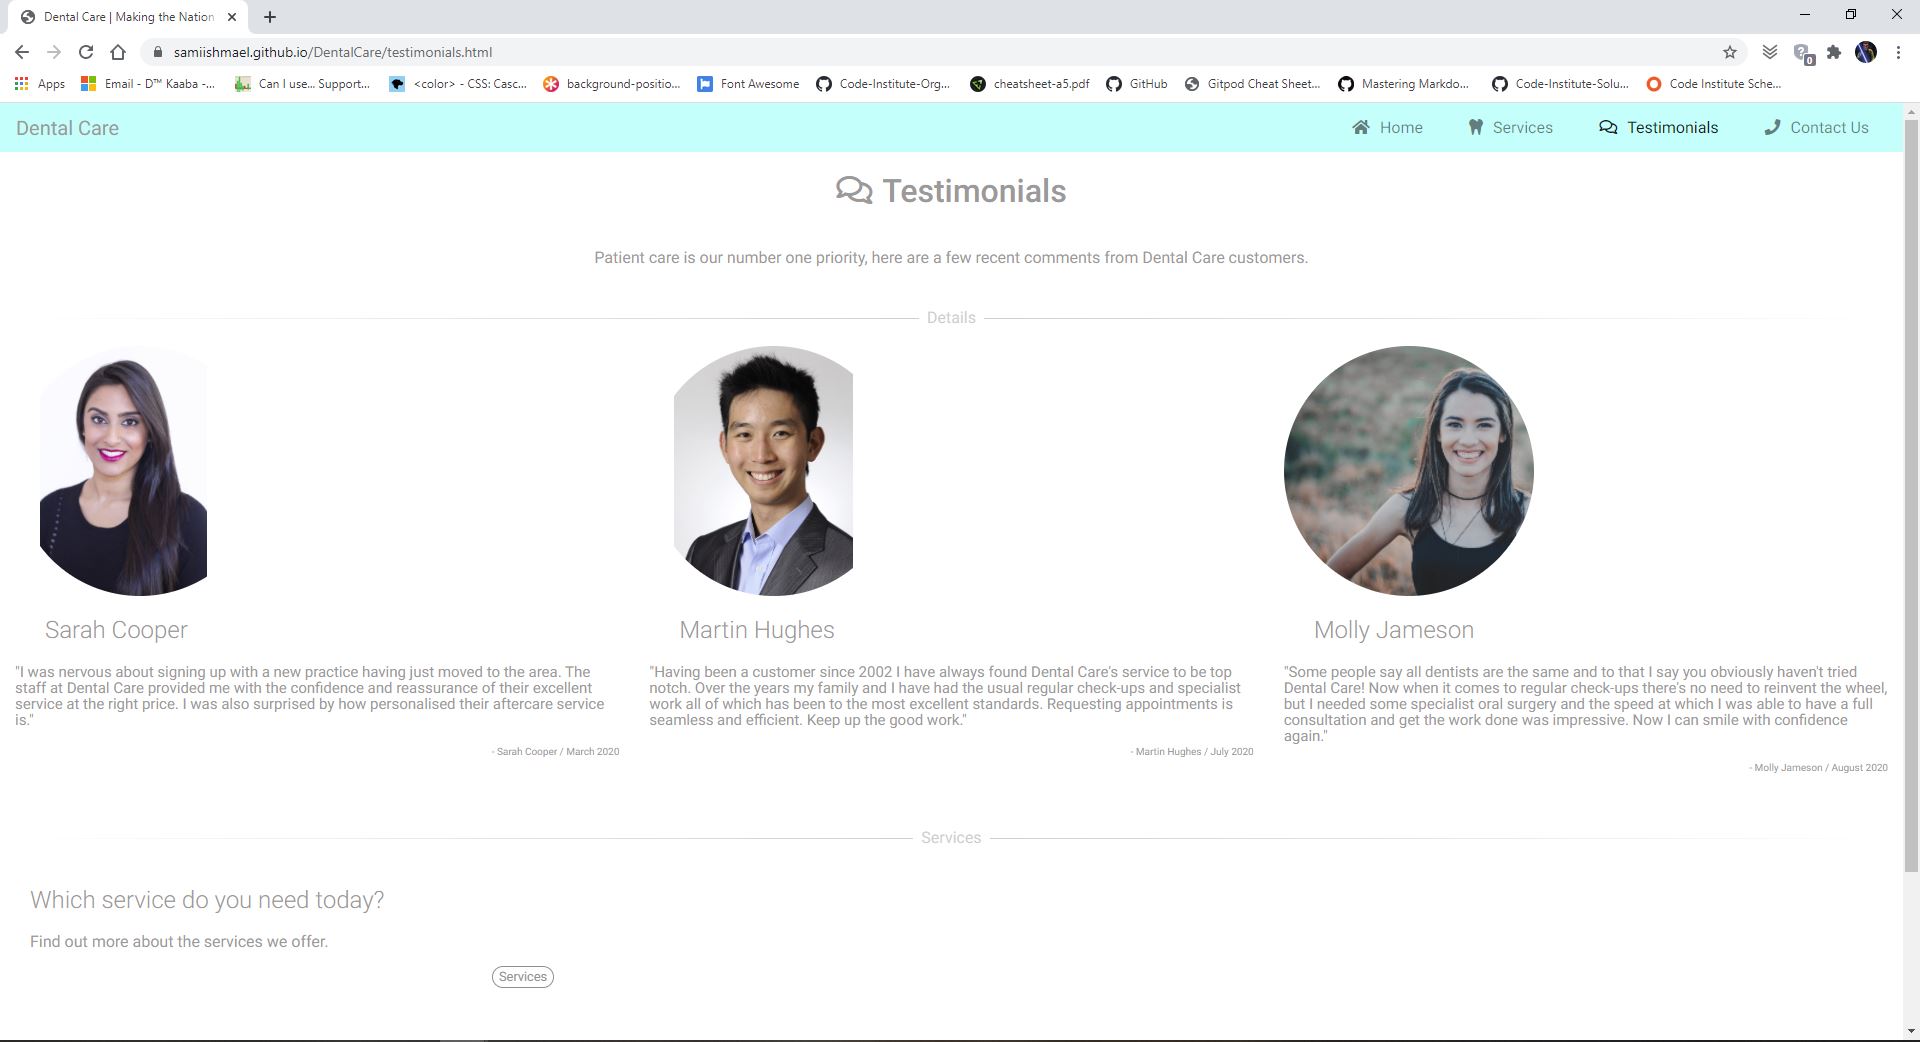 Dental Care | Making the Nation
samiishmael.github.io/DentalCare/testimonials.html
0
Apps
Email - D™ Kaaba -...
Can I use... Support...
<color> - CSS: Casc...
background-positio...
Font Awesome
Code-Institute-Org...
cheatsheet-a5.pdf
GitHub
Gitpod Cheat Sheet...
Mastering Markdo...
Code-Institute-Solu...
Code Institute Sche...
Dental Care
Home
Services
Testimonials
Contact Us
Testimonials
Patient care is our number one priority, here are a few recent comments from Dental Care customers.
Details
Sarah Cooper
"I was nervous about signing up with a new practice having just moved to the area. The
staff at Dental Care provided me with the confidence and reassurance of their excellent
service at the right price. I was also surprised by how personalised their aftercare service
is."
- Sarah Cooper / March 2020
Martin Hughes
"Having been a customer since 2002 I have always found Dental Care's service to be top
notch. Over the years my family and I have had the usual regular check-ups and specialist
work all of which has been to the most excellent standards. Requesting appointments is
seamless and efficient. Keep up the good work."
- Martin Hughes / July 2020
Molly Jameson
"Some people say all dentists are the same and to that I say you obviously haven't tried
Dental Care! Now when it comes to regular check-ups there's no need to reinvent the wheel,
but I needed some specialist oral surgery and the speed at which I was able to have a full
consultation and get the work done was impressive. Now I can smile with confidence
again."
- Molly Jameson / August 2020
Services
Which service do you need today?
Find out more about the services we offer.
Services